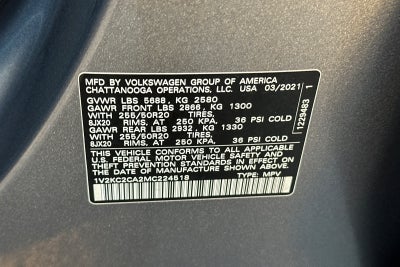 MFD BY VOLKSWAGEN GROUP OF AMERICA
CHATTANOOGA OPERATIONS, LLC. USA 03/2021
GVWR LBS 5688, KG 2580
GAWR FRONT LBS 2866, KG 1300
WITH 255/50R20 TIRES,
8JX20 RIMS, AT 250 KPA, 36 PSI COLD
GAWR REAR LBS 2932, KG 1330
WITH 255/50R20 TIRES,
8JX20 RIMS, AT 250 KPA, 36 PSI COLD
THIS VEHICLE CONFORMS TO ALL APPLICABLE
U.S. FEDERAL MOTOR VEHICLE SAFETY
STANDARDS IN EFFECT ON THE
DATE OF MANUFACTURE SHOWN ABOVE.
1V2KC2CA2MC224518 TYPE: MPV
1229483 1